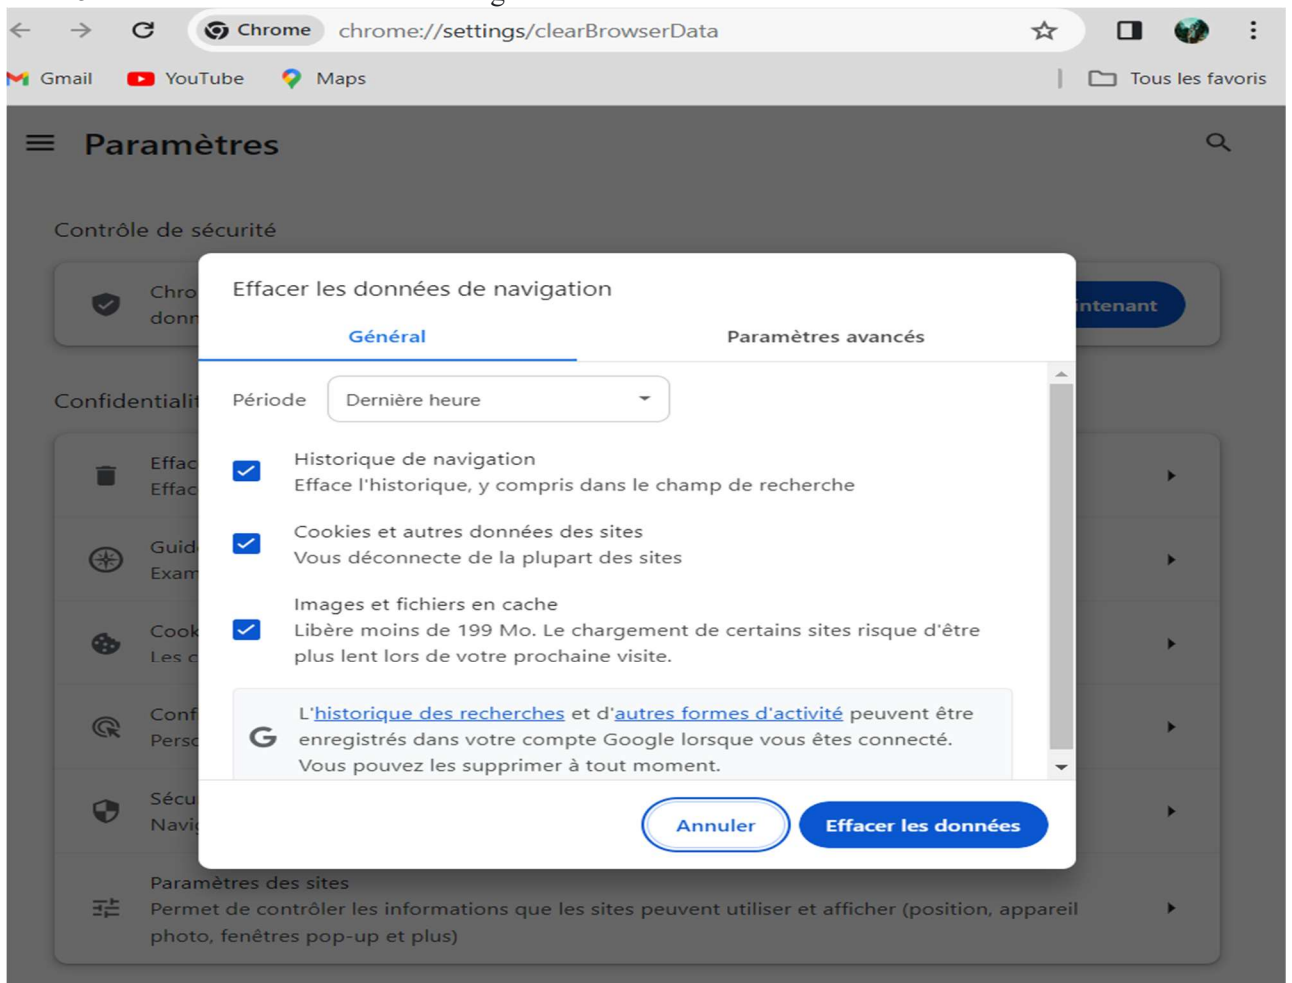 Chrome chrome://settings/clearBrowserData
Gmail YouTube Maps Tous les favoris
Paramètres
Contrôle de sécurité
Effacer les données de navigation
Chro
donn
intenant
Général Paramètres avancés
Confidentialit
Période Dernière heure
Historique de navigation
Efface l'historique, y compris dans le champ de recherche
Effac
Effac
Cookies et autres données des sites
Vous déconnecte de la plupart des sites
Guid
Exam
Images et fichiers en cache
Libère moins de 199 Mo. Le chargement de certains sites risque d'être
plus lent lors de votre prochaine visite.
Cook
Les c
L'historique des recherches et d'autres formes d'activité peuvent être
enregistrés dans votre compte Google lorsque vous êtes connecté.
Vous pouvez les supprimer à tout moment.
Conf
Perso
Sécu
Navig
Annuler Effacer les données
Paramètres des sites
Permet de contrôler les informations que les sites peuvent utiliser et afficher (position, appareil
photo, fenêtres pop-up et plus)